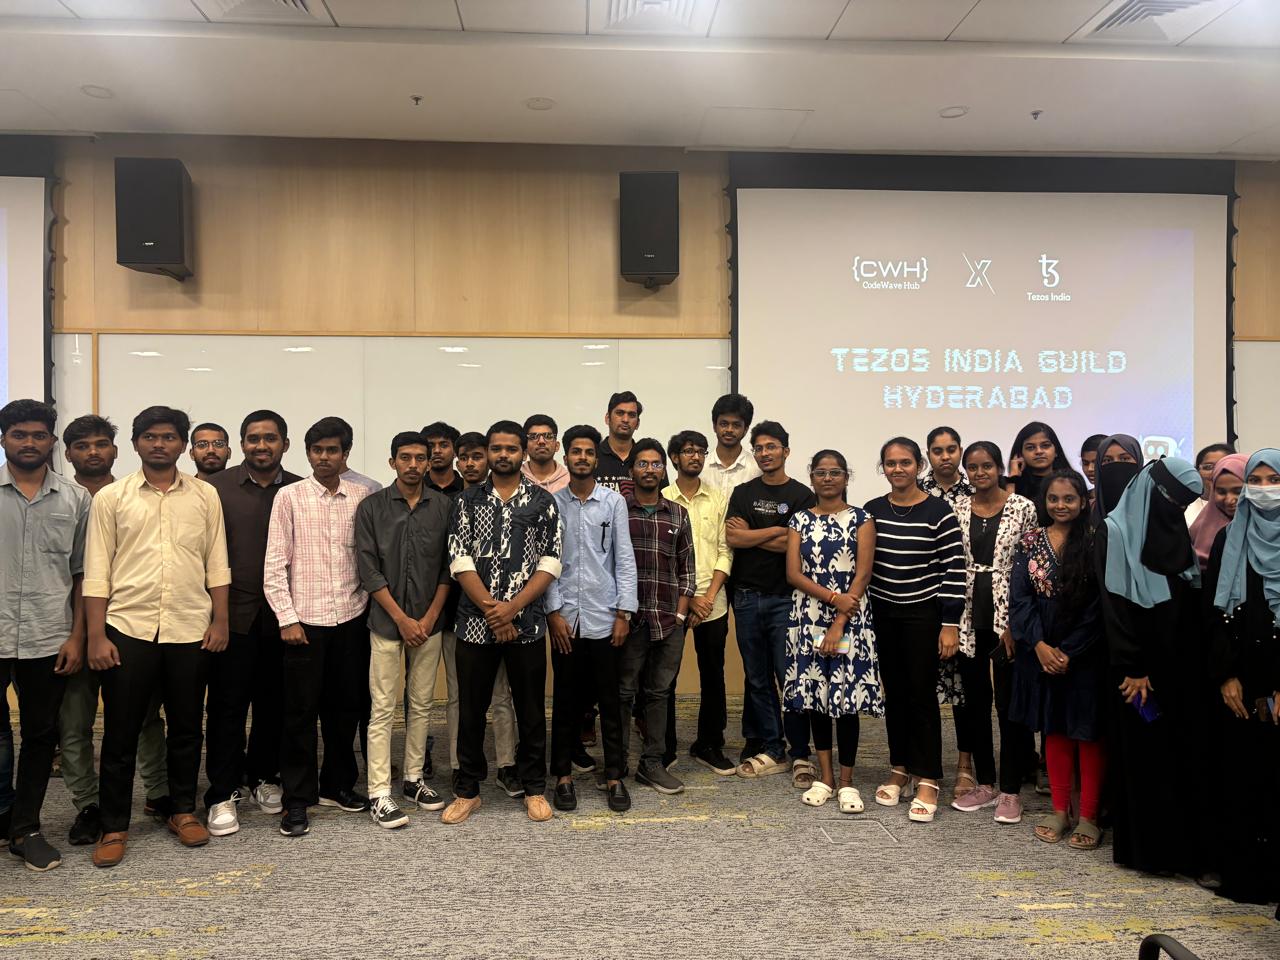 {CWH}
CodeWave Hub
X
Tezos India
TEZOS INDIA GUILD
HYDERABAD